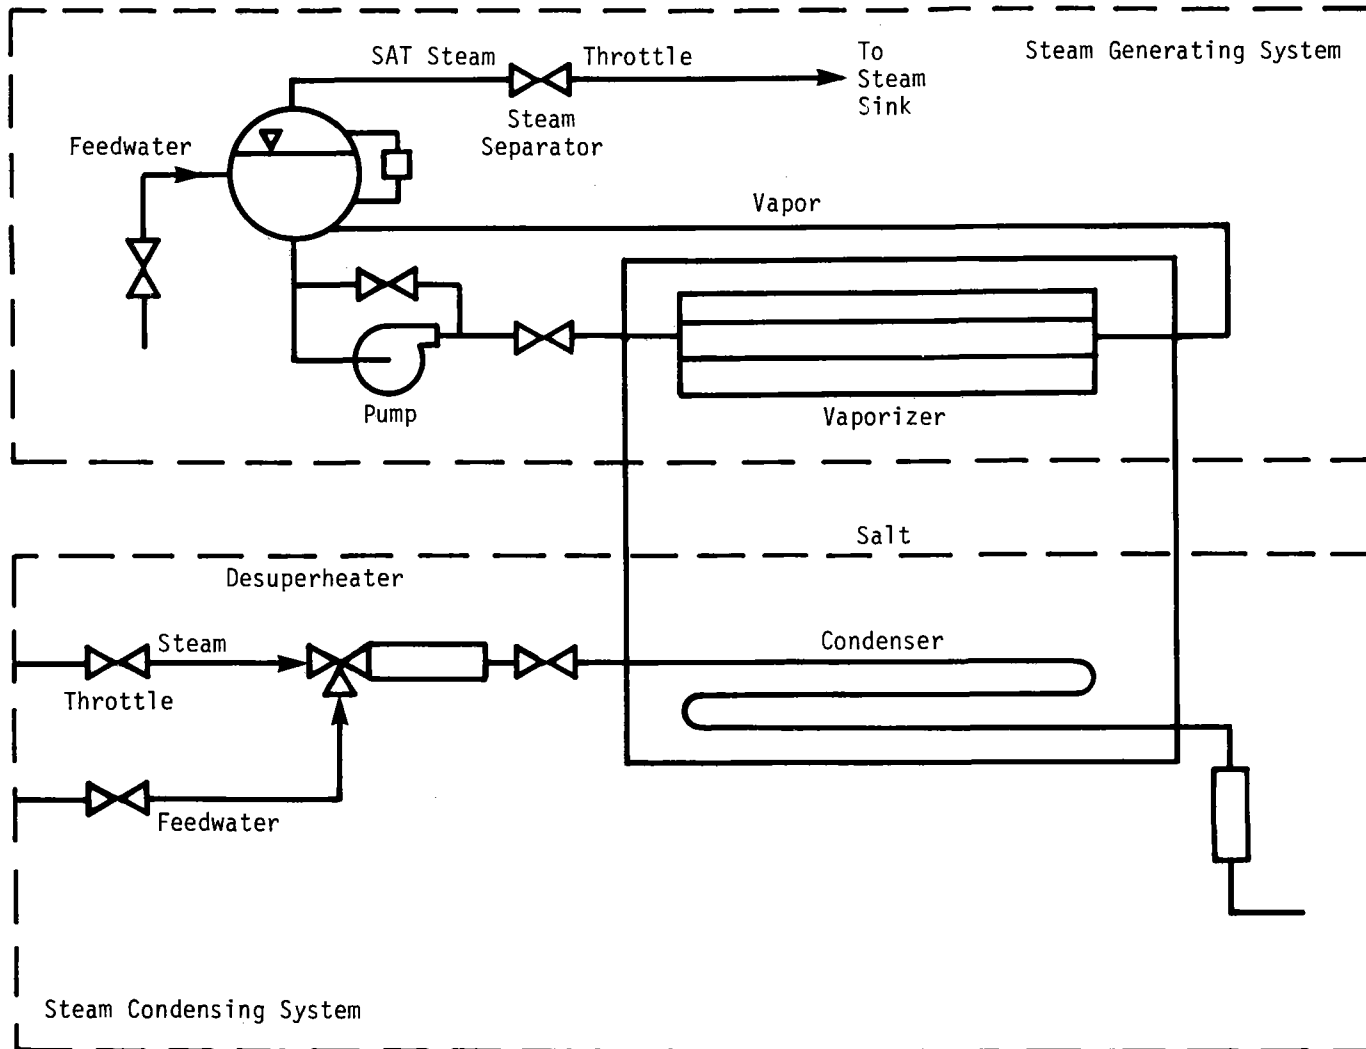 SAT Steam
Throttle
To
Steam
Sink
Steam Generating System
Steam
Separator
Feedwater
Vapor
Pump
Vaporizer
Salt
Desuperheater
Steam
Throttle
Condenser
Feedwater
Steam Condensing System